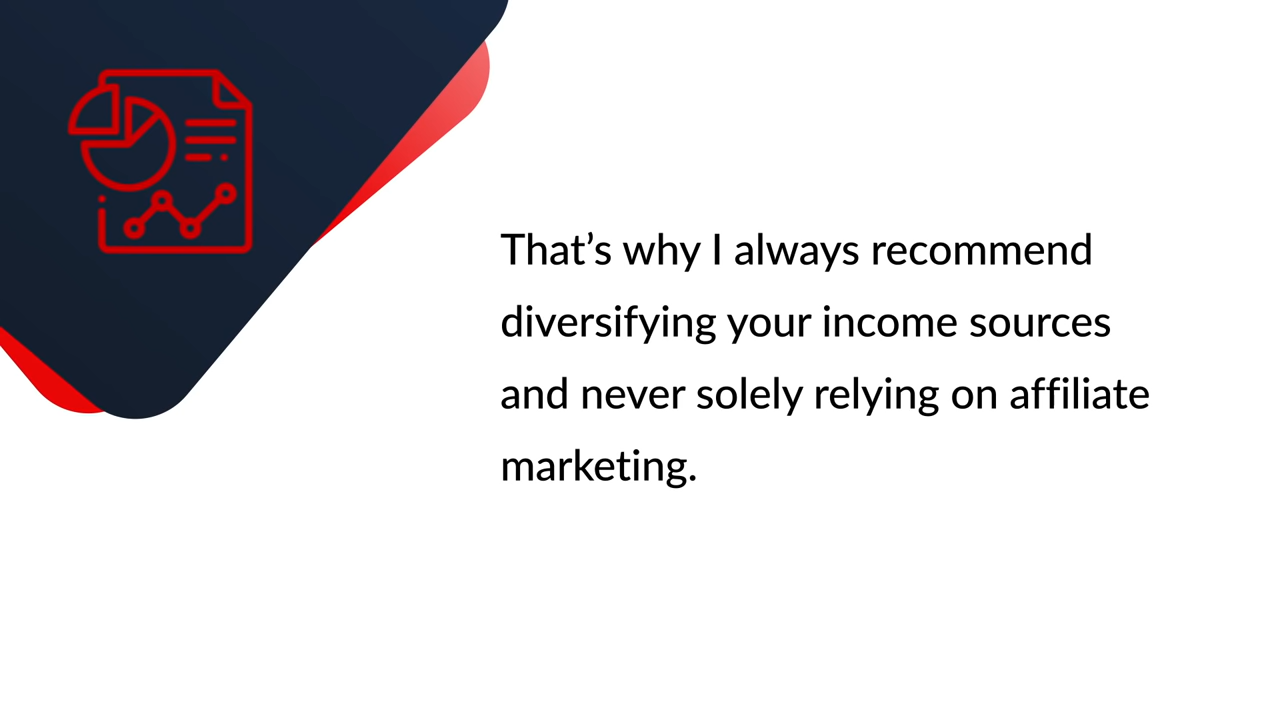 That’s why I always recommend
diversifying your income sources
and never solely relying on affiliate
marketing.